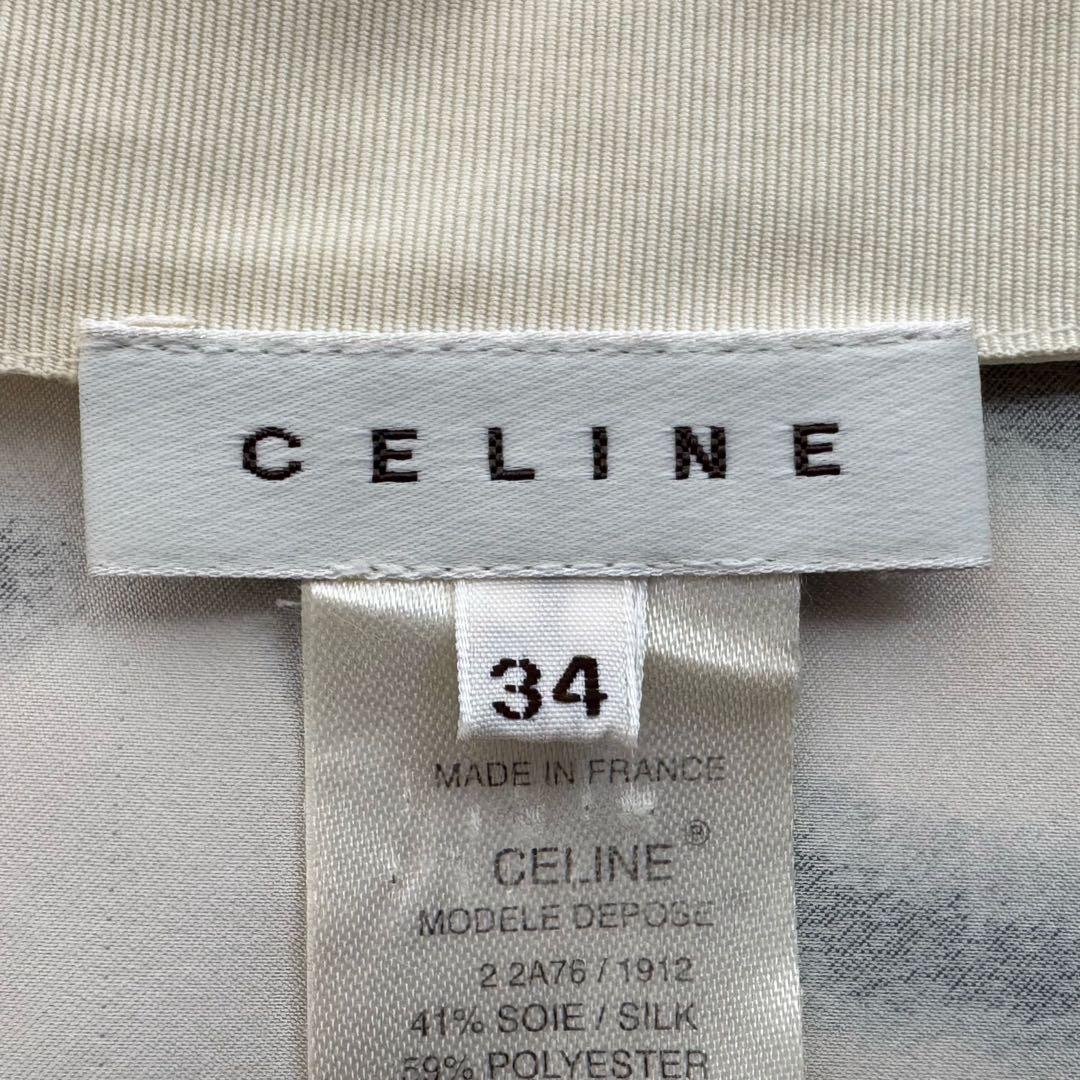 CELINE
34
MADE IN FRANCE
CELINE®
MODELE DEPOSE
2 2A76 / 1912
41% SOIE / SILK
59% POLYESTER